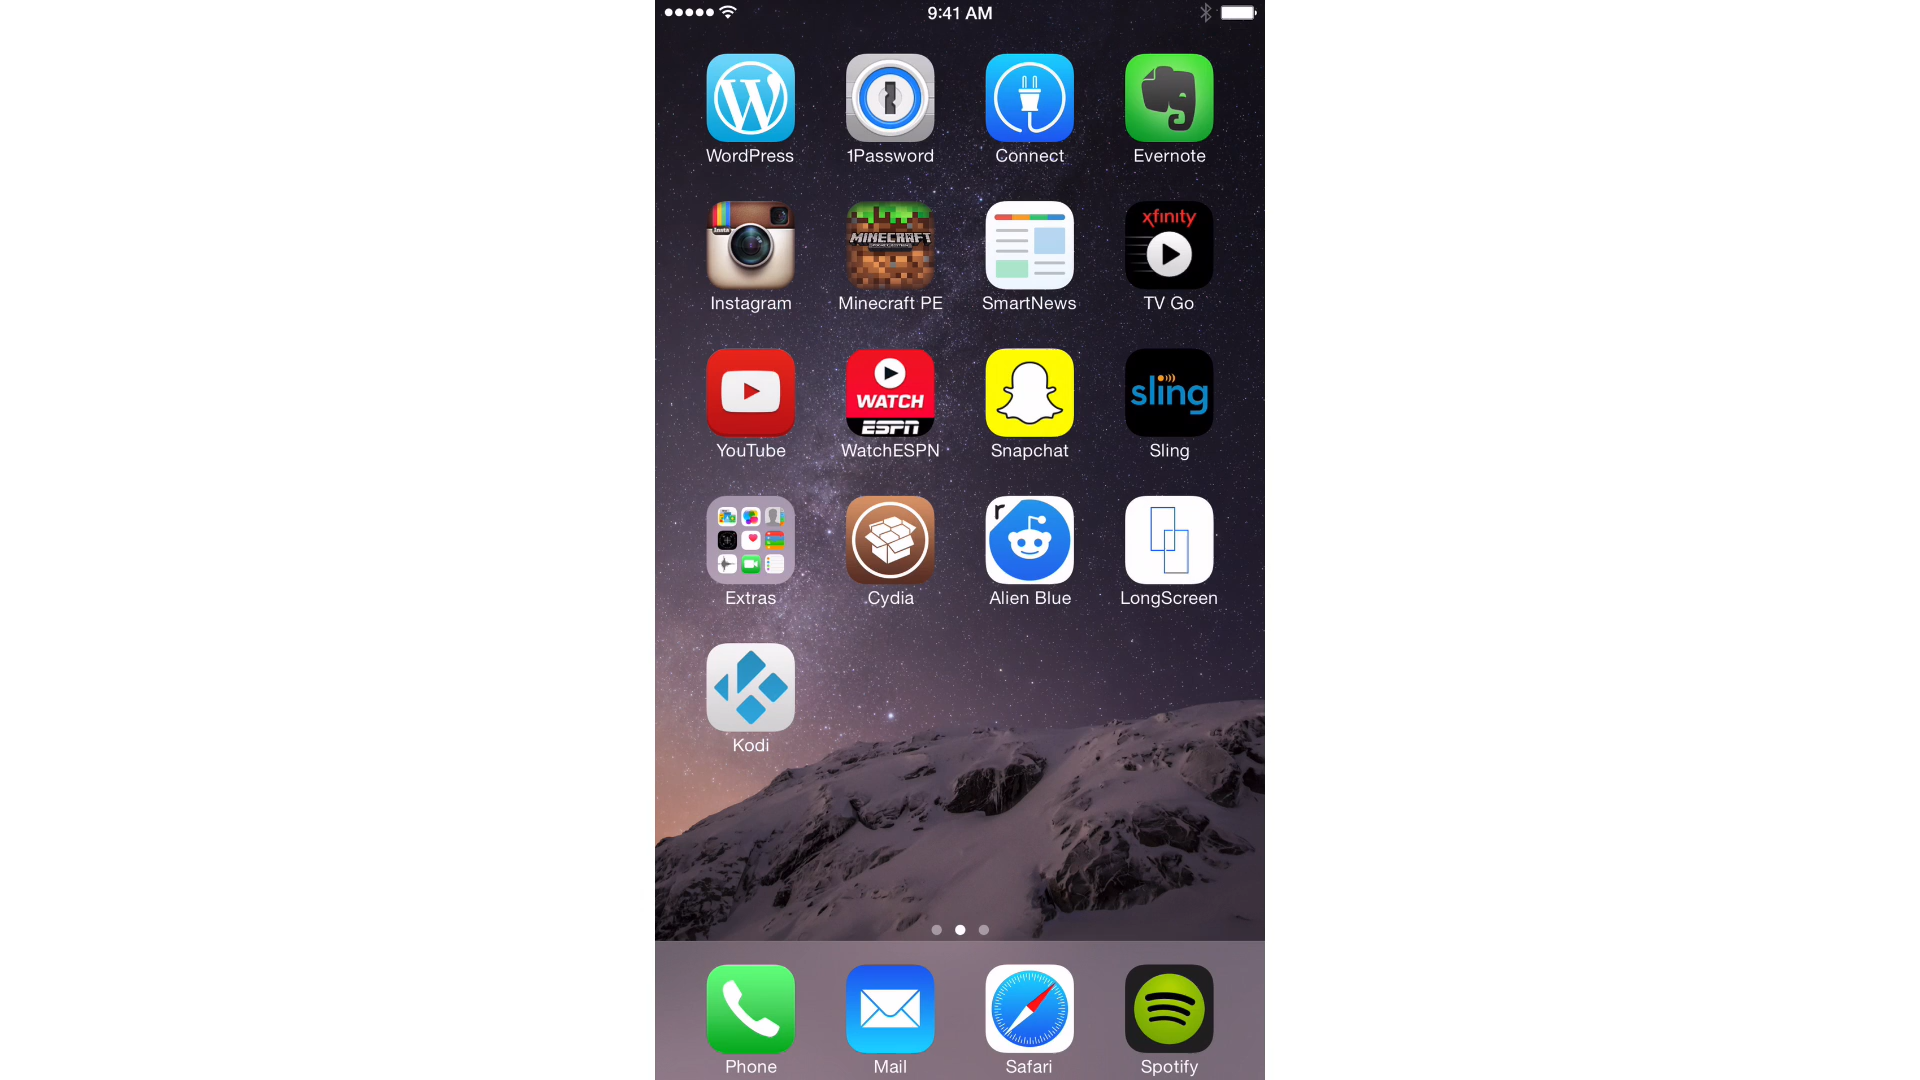 9:41 AM
WordPress
1Password
Connect
Evernote
Insta
MINECRAFT
xfinity
Instagram
Minecraft PE
SmartNews
TV Go
WATCH
ESPN
sling
YouTube
WatchESPN
Snapchat
Sling
r
Extras
Cydia
Alien Blue
LongScreen
Kodi
Phone
Mail
Safari
Spotify